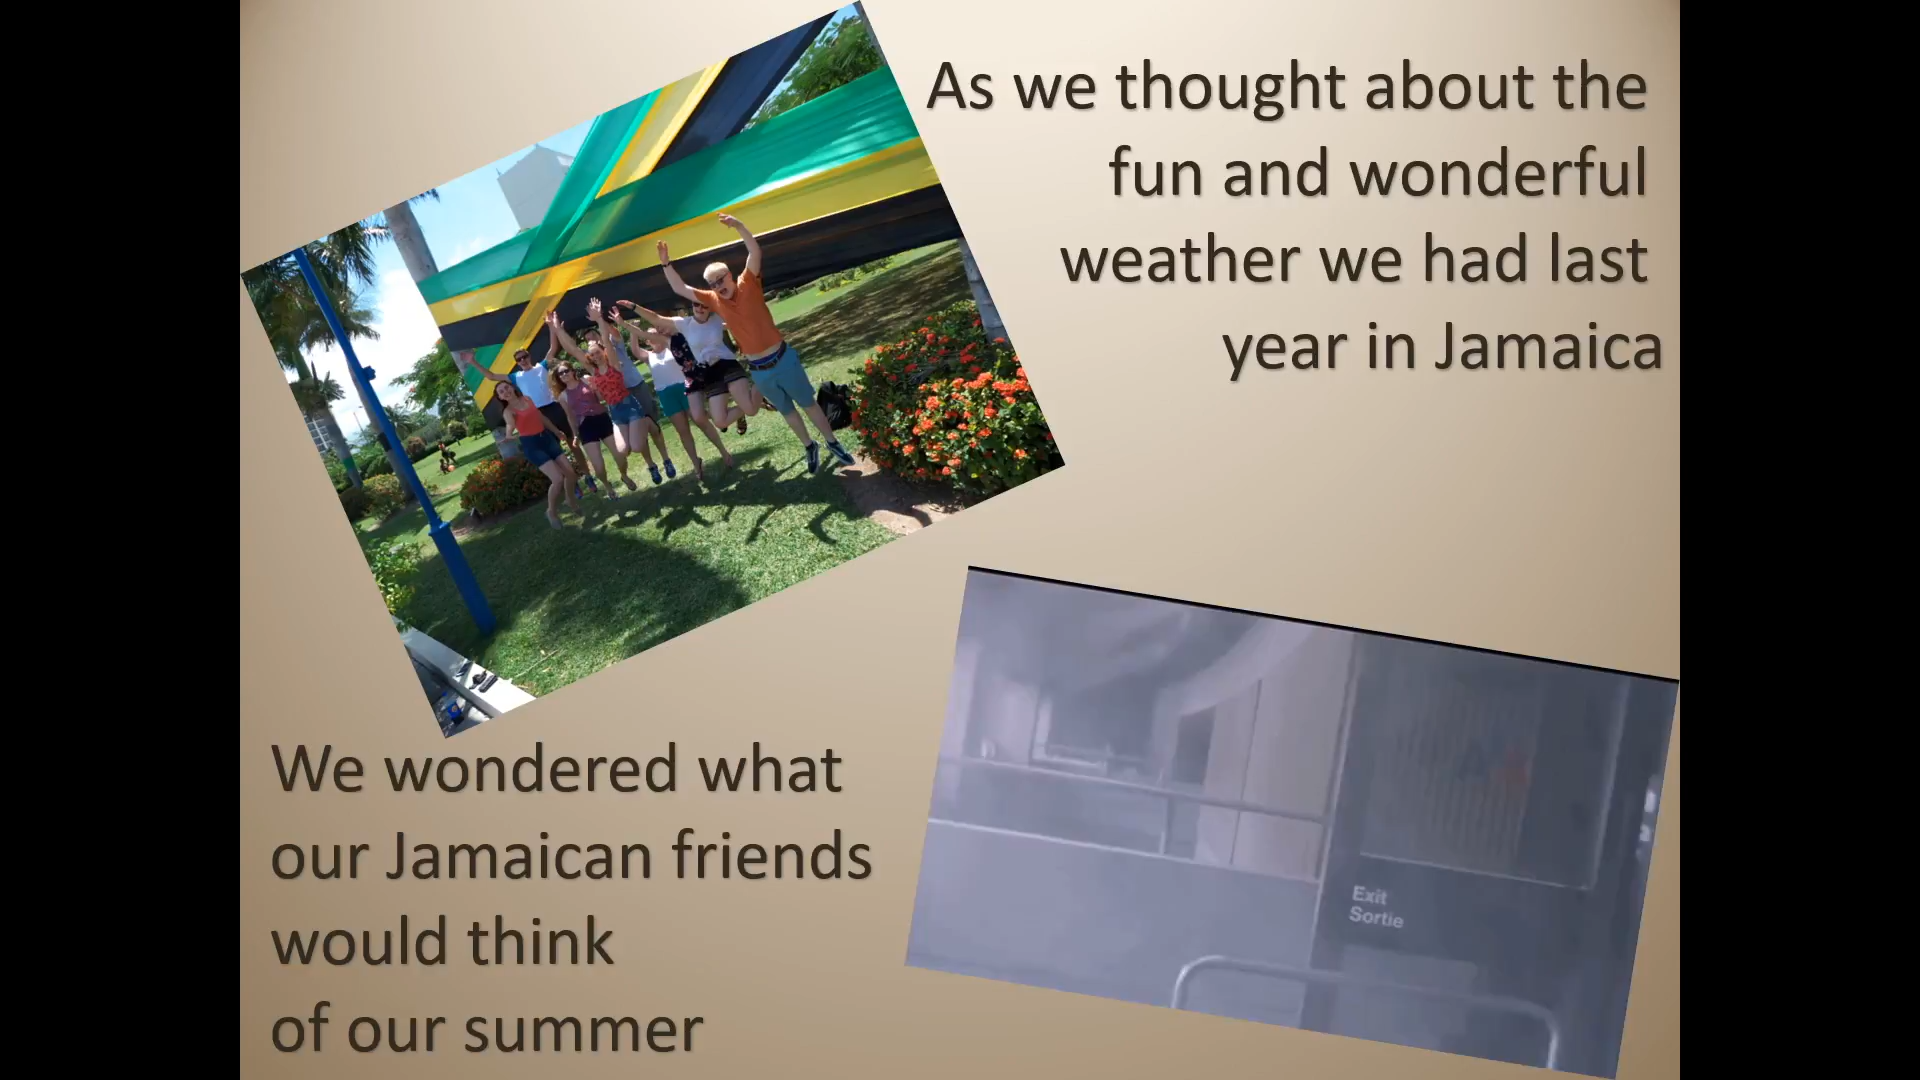 As we thought about the
fun and wonderful
weather we had last
year in Jamaica
We wondered what
our Jamaican friends
would think
of our summer
Exit
Sortie